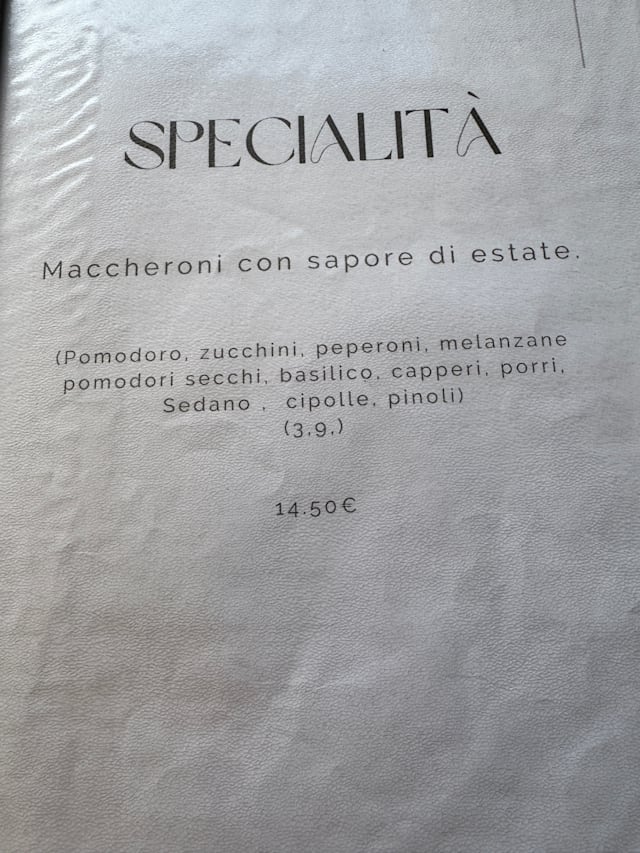 SPECIALITÀ
Maccheroni con sapore di estate.
(Pomodoro, zucchini, peperoni, melanzane
pomodori secchi, basilico, capperi, porri,
Sedano , cipolle, pinoli)
(3,9,)
14.50€